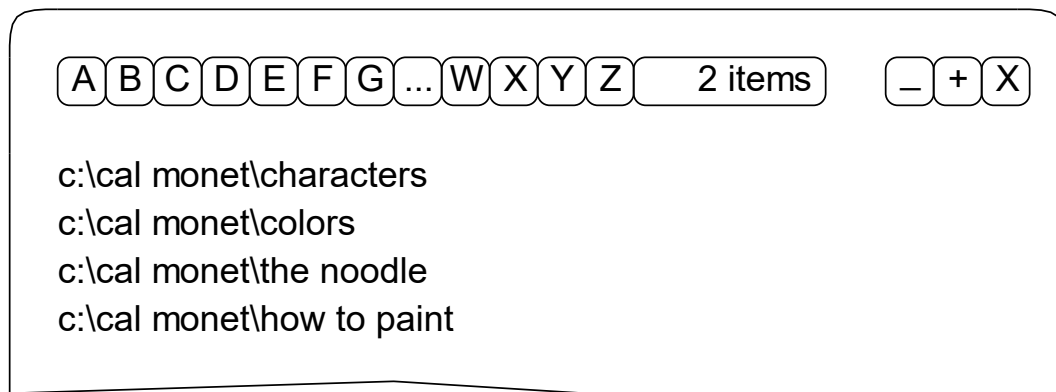 A B C D E F G ... W X Y Z 2 items _ + X
c:\cal monet\characters
c:\cal monet\colors
c:\cal monet\the noodle
c:\cal monet\how to paint